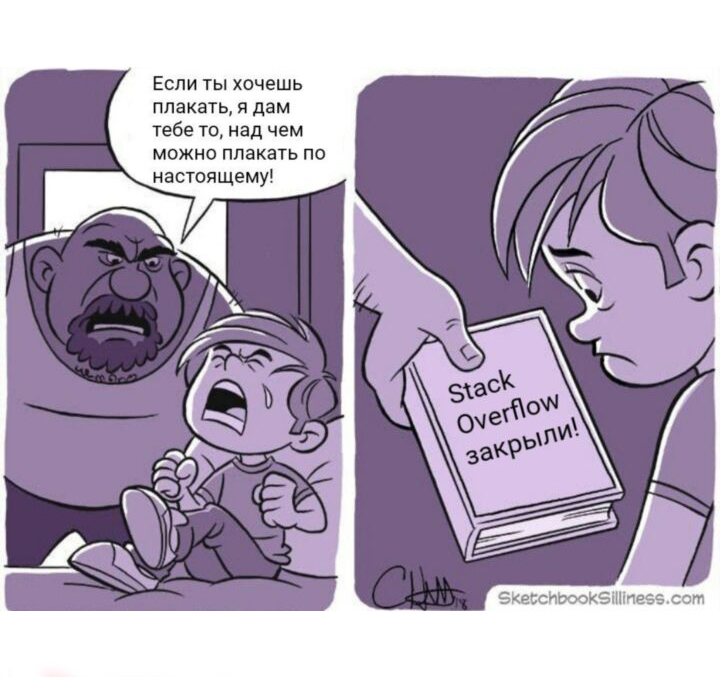 Если ты хочешь
плакать, я дам
тебе то, над чем
можно плакать по
настоящему!
Stack
Overflow
закрыли!
SketchbookSilliness.com